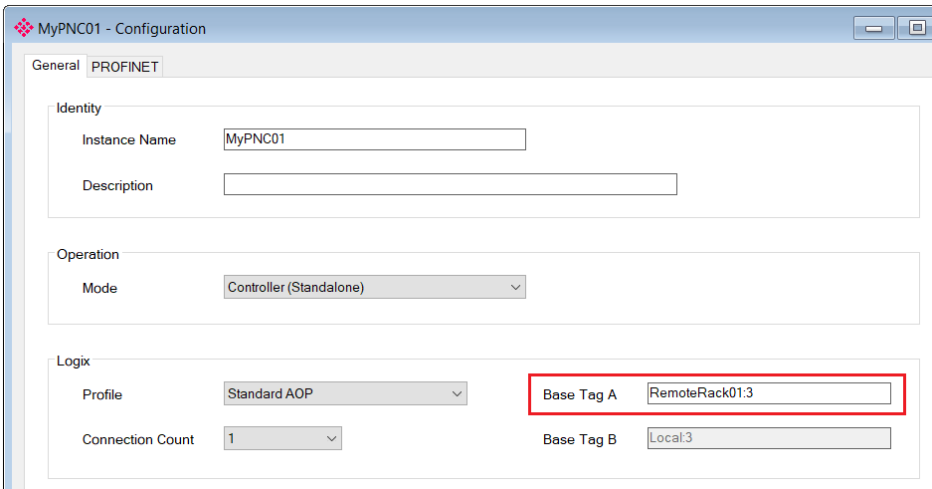 MyPNC01 - Configuration
General PROFINET
Identity
Instance Name MyPNC01
Description
Operation
Mode Controller (Standalone)
Logix
Profile Standard AOP Base Tag A RemoteRack01:3
Connection Count 1 Base Tag B Local:3